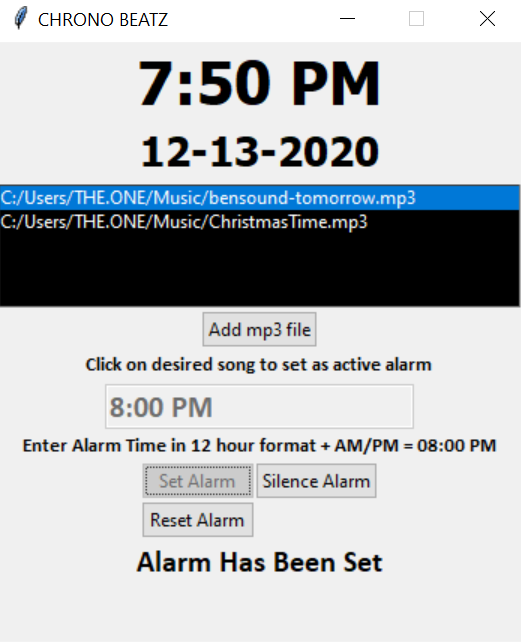 CHRONO BEATZ
7:50 PM
12-13-2020
C:/Users/THE.ONE/Music/bensound-tomorrow.mp3
C:/Users/THE.ONE/Music/ChristmasTime.mp3
Add mp3 file
Click on desired song to set as active alarm
8:00 PM
Enter Alarm Time in 12 hour format + AM/PM = 08:00 PM
Set Alarm Silence Alarm
Reset Alarm
Alarm Has Been Set